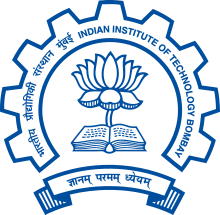 भारतीय प्रौद्योगिकी संस्थान मुंबई INDIAN INSTITUTE OF TECHNOLOGY BOMBAY
ज्ञानम् परमम् ध्येयम्